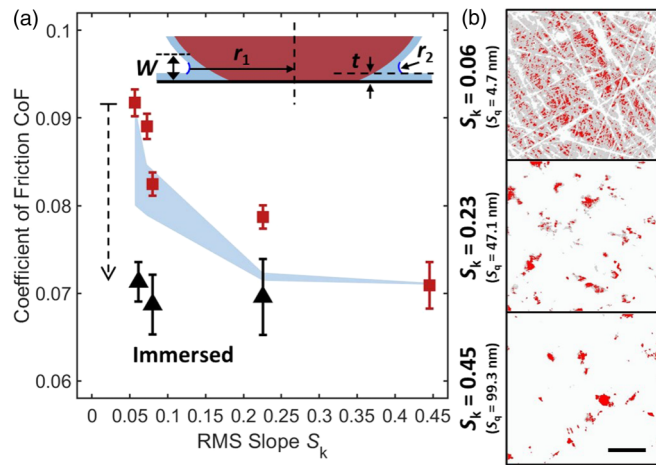 (a)
0.1
0.09
0.08
0.07
0.06
Coefficient of Friction CoF
W
r1
t
r2
Immersed
0
0.05
0.1
0.15
0.2
0.25
0.3
0.35
0.4
0.45
RMS Slope Sk
(b)
Sk = 0.06
(Sq = 4.7 nm)
Sk = 0.23
(Sq = 47.1 nm)
Sk = 0.45
(Sq = 99.3 nm)